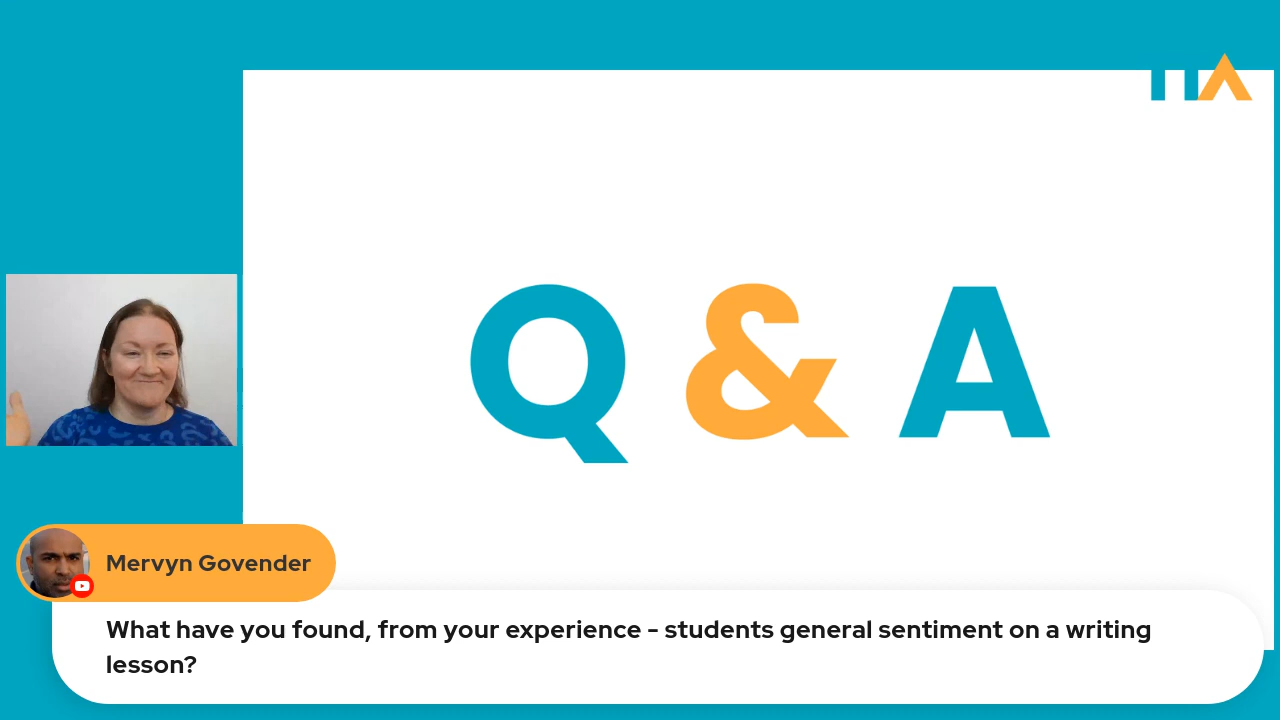 Q & A
Mervyn Govender
What have you found, from your experience - students general sentiment on a writing
lesson?